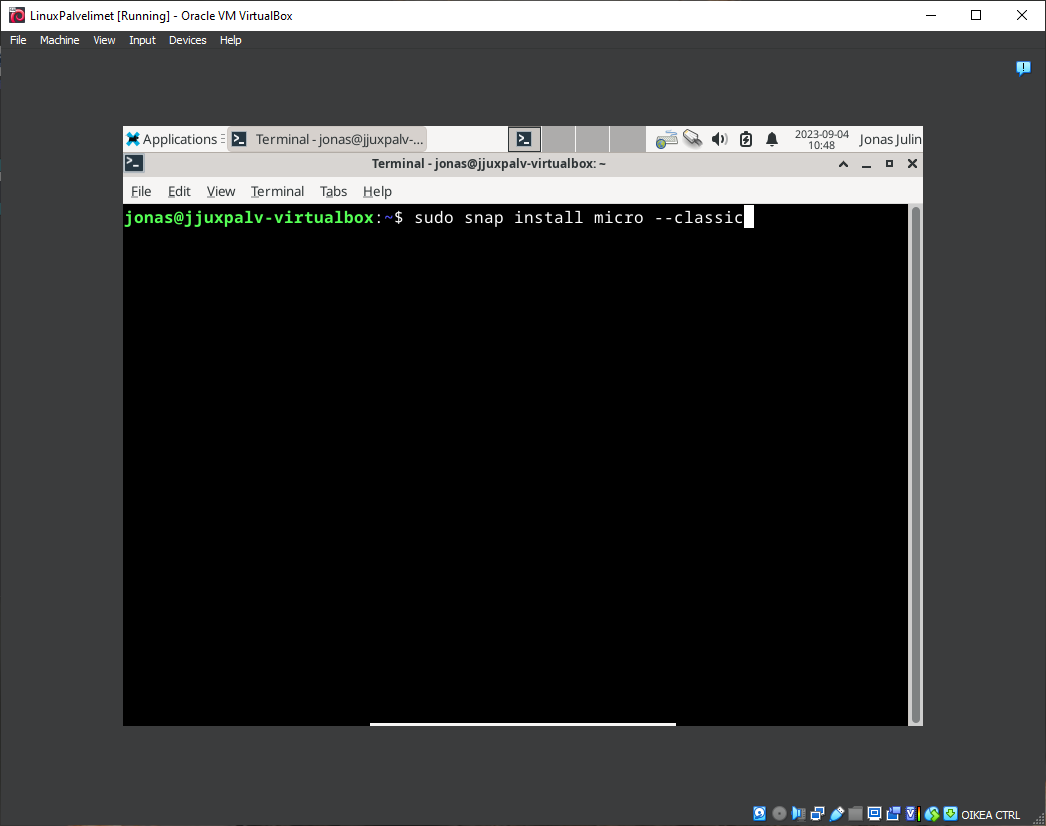 LinuxPalvelimet [Running] - Oracle VM VirtualBox
File Machine View Input Devices Help
Applications Terminal - jonas@jjuxpalv-... 2023-09-04 10:48 Jonas Julin
Terminal - jonas@jjuxpalv-virtualbox: ~
File Edit View Terminal Tabs Help
jonas@jjuxpalv-virtualbox:~$ sudo snap install micro --classic
OIKEA CTRL